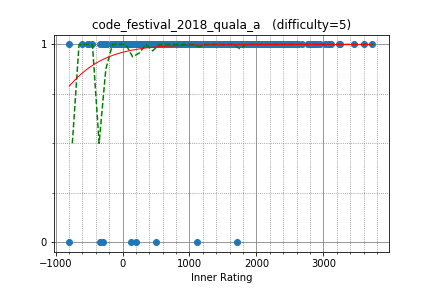 code_festival_2018_quala_a (difficulty=5)
1
0
−1000 0 1000 2000 3000
Inner Rating